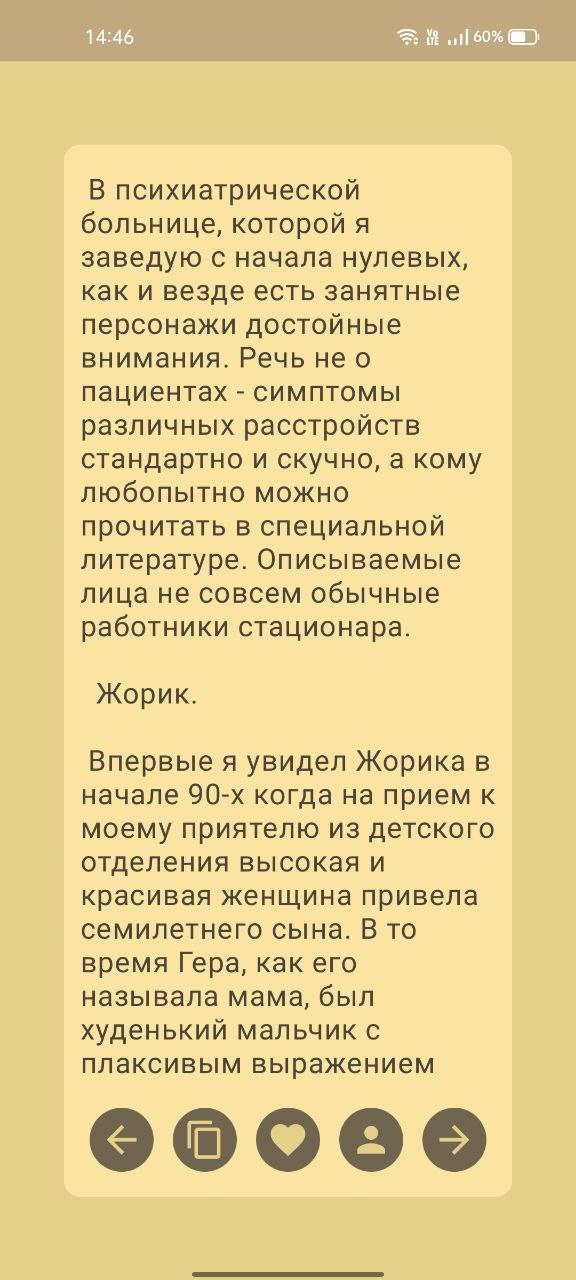 14:46
Vo LTE
60%
В психиатрической
больнице, которой я
заведую с начала нулевых,
как и везде есть занятные
персонажи достойные
внимания. Речь не о
пациентах - симптомы
различных расстройств
стандартно и скучно, а кому
любопытно можно
прочитать в специальной
литературе. Описываемые
лица не совсем обычные
работники стационара.
Жорик.
Впервые я увидел Жорика в
начале 90-х когда на прием к
моему приятелю из детского
отделения высокая и
красивая женщина привела
семилетнего сына. В то
время Гера, как его
называла мама, был
худенький мальчик с
плаксивым выражением